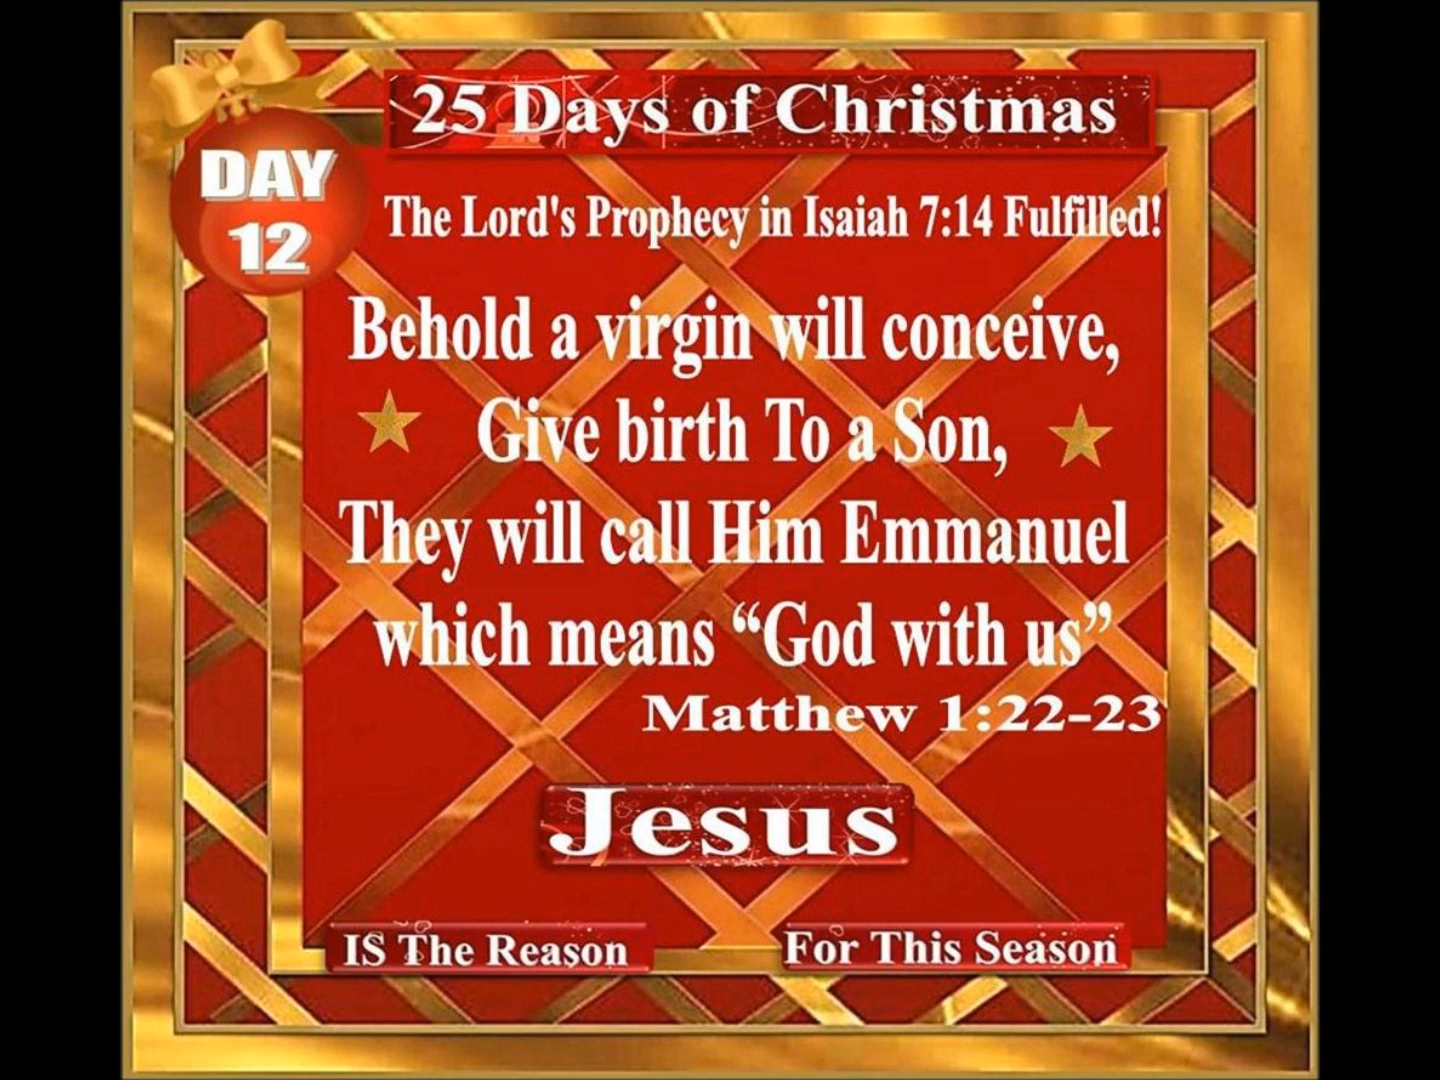 25 Days of Christmas
DAY
12
The Lord's Prophecy in Isaiah 7:14 Fulfilled!
Behold a virgin will conceive,
Give birth To a Son,
They will call Him Emmanuel
which means “God with us”
Matthew 1:22-23
Jesus
IS The Reason
For This Season